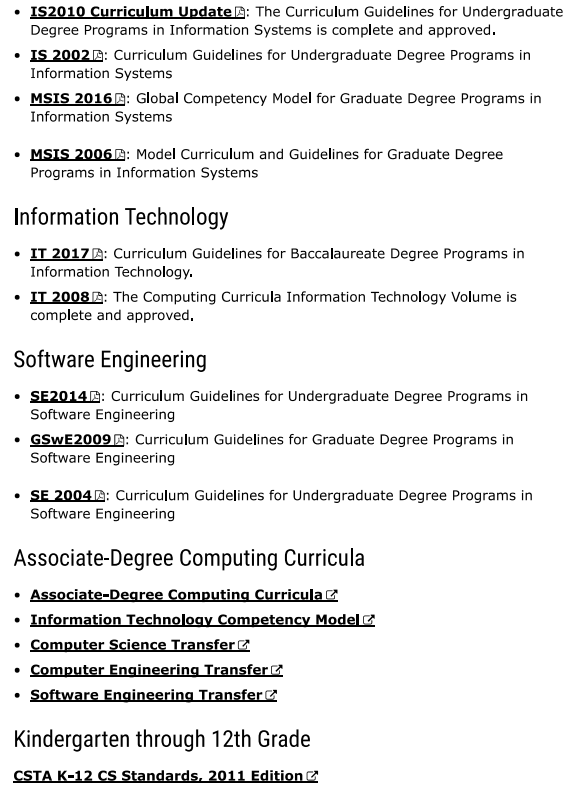 • IS2010 Curriculum Update: The Curriculum Guidelines for Undergraduate
Degree Programs in Information Systems is complete and approved.
• IS 2002: Curriculum Guidelines for Undergraduate Degree Programs in
Information Systems
• MSIS 2016: Global Competency Model for Graduate Degree Programs in
Information Systems
• MSIS 2006: Model Curriculum and Guidelines for Graduate Degree
Programs in Information Systems
Information Technology
• IT 2017: Curriculum Guidelines for Baccalaureate Degree Programs in
Information Technology.
• IT 2008: The Computing Curricula Information Technology Volume is
complete and approved.
Software Engineering
• SE2014: Curriculum Guidelines for Undergraduate Degree Programs in
Software Engineering
• GSwE2009: Curriculum Guidelines for Graduate Degree Programs in
Software Engineering
• SE 2004: Curriculum Guidelines for Undergraduate Degree Programs in
Software Engineering
Associate-Degree Computing Curricula
• Associate-Degree Computing Curricula
• Information Technology Competency Model
• Computer Science Transfer
• Computer Engineering Transfer
• Software Engineering Transfer
Kindergarten through 12th Grade
CSTA K-12 CS Standards, 2011 Edition